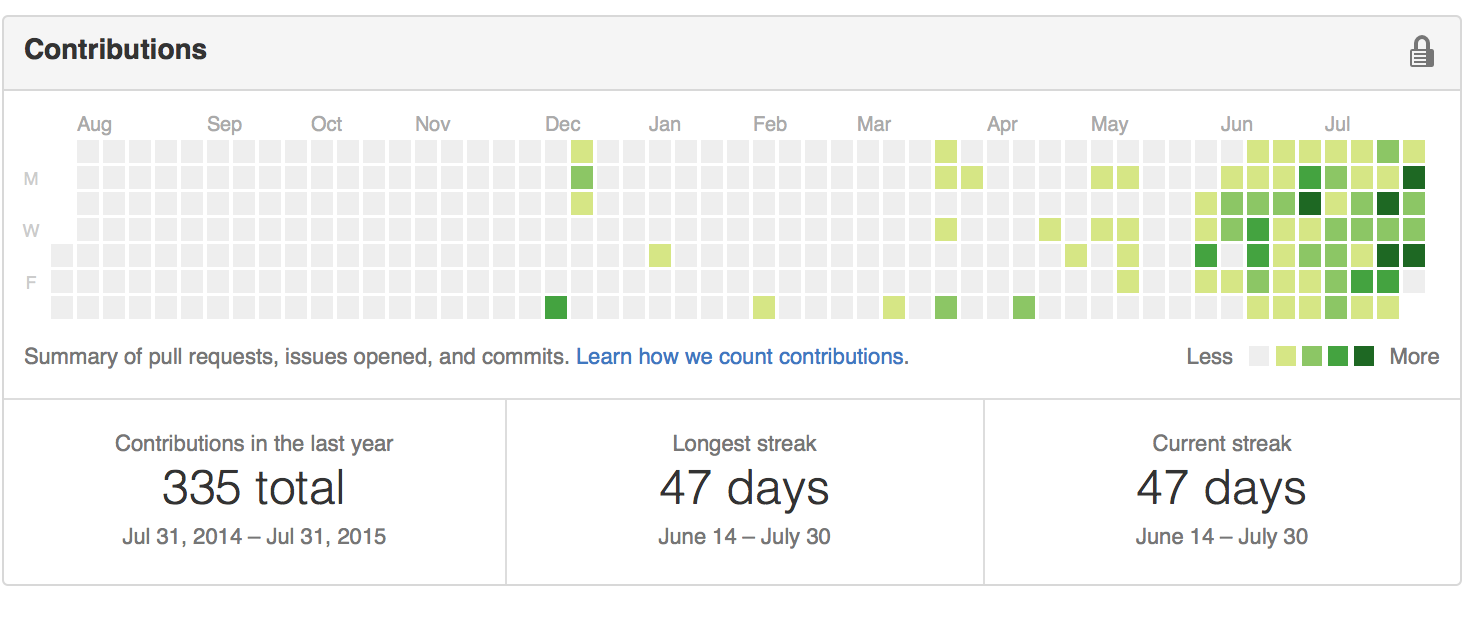 Contributions
Aug Sep Oct Nov Dec Jan Feb Mar Apr May Jun Jul
M
W
F
Summary of pull requests, issues opened, and commits. Learn how we count contributions. Less More
Contributions in the last year Longest streak Current streak
335 total 47 days 47 days
Jul 31, 2014 – Jul 31, 2015 June 14 – July 30 June 14 – July 30